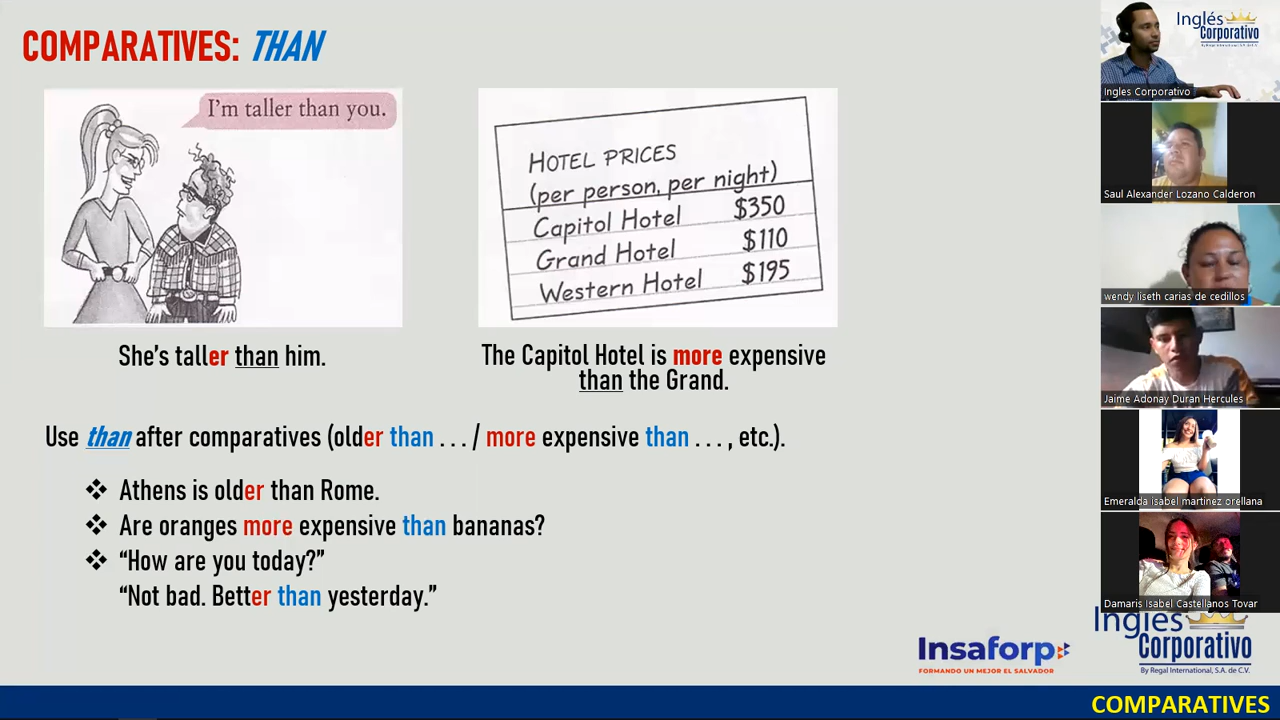 COMPARATIVES: THAN
I'm taller than you.
She's taller than him.
HOTEL PRICES
(per person, per night)
Capitol Hotel $350
Grand Hotel $110
Western Hotel $195
The Capitol Hotel is more expensive
than the Grand.
Use than after comparatives (older than . . . / more expensive than . . . , etc.).
❖ Athens is older than Rome.
❖ Are oranges more expensive than bananas?
❖ “How are you today?”
“Not bad. Better than yesterday.”
Insaforp
FORMANDO UN MEJOR EL SALVADOR
Inglés
Corporativo
By Regal International, S.A. de C.V.
COMPARATIVES
Inglés
Corporativo
By Regal International, S.A. de C.V.
Ingles Corporativo
Saul Alexander Lozano Calderon
wendy liseth carias de cedillos
Jaime Adonay Duran Hercules
Emeralda isabel martinez orellana
Damaris Isabel Castellanos Tovar